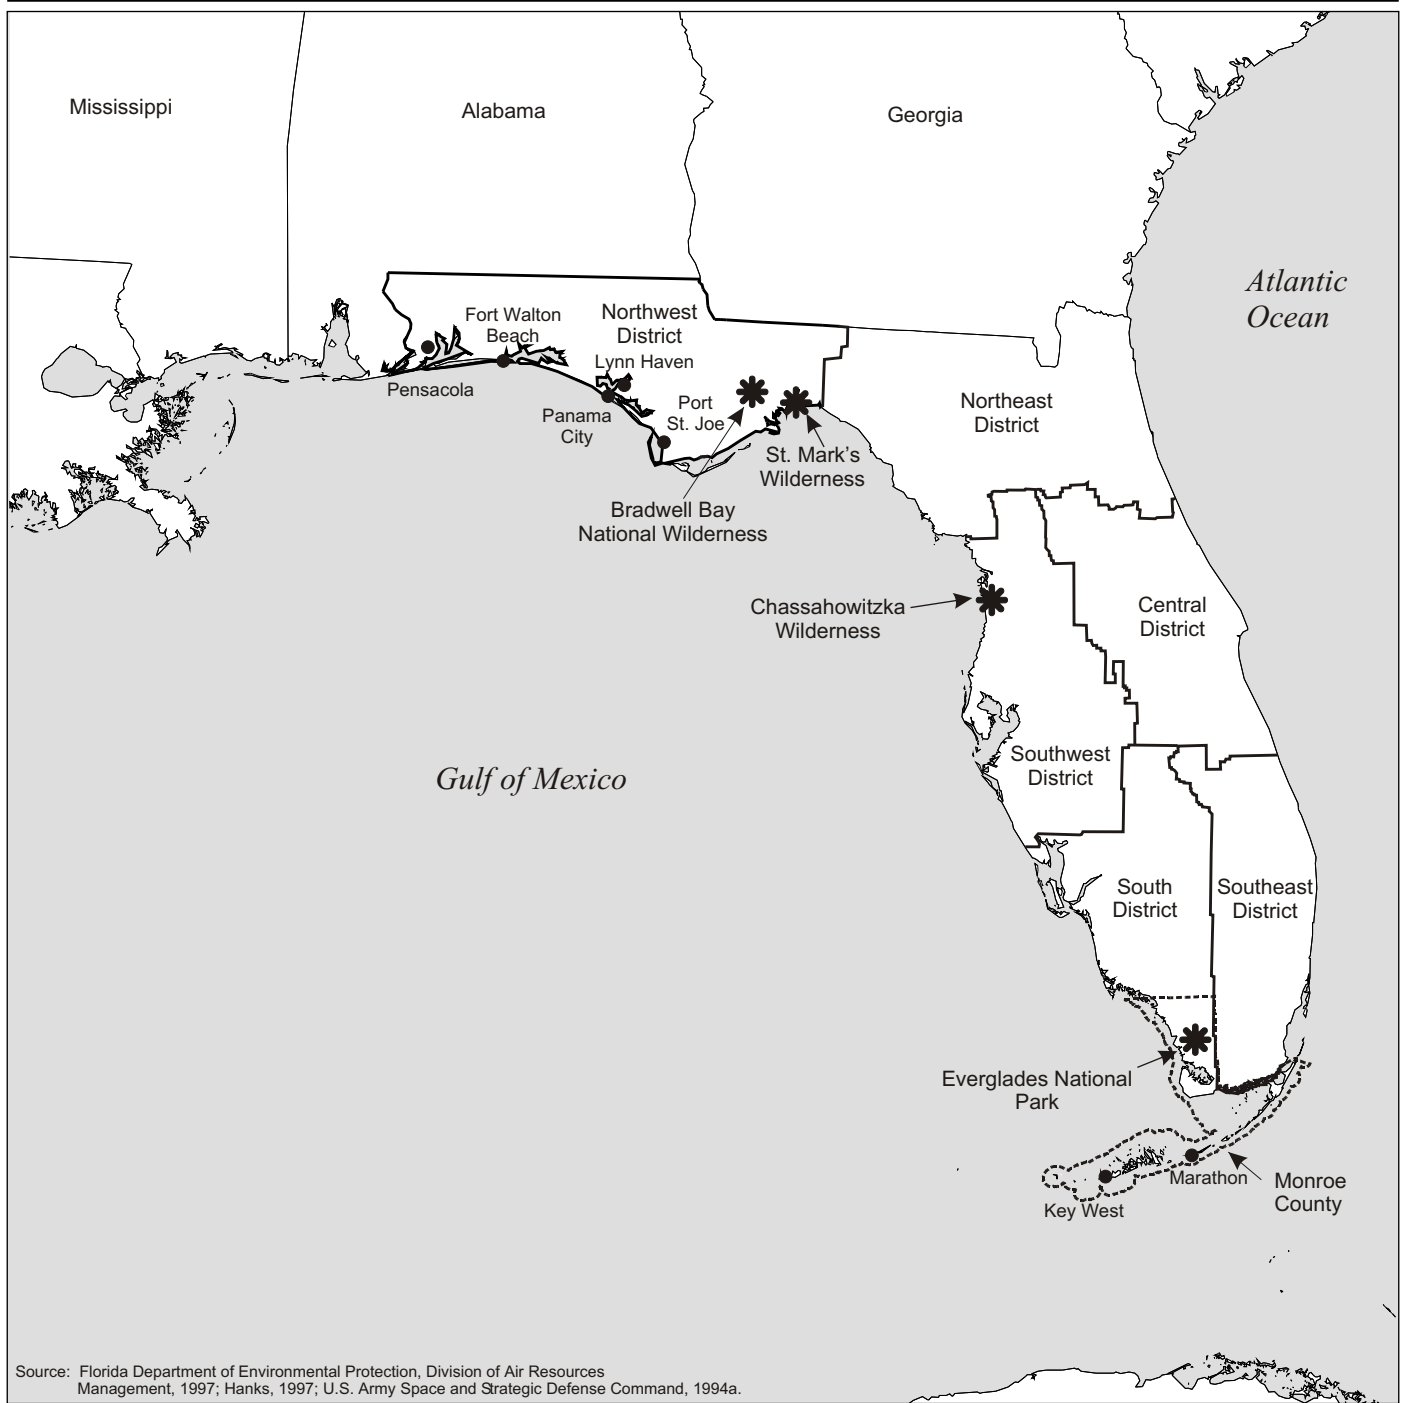 Mississippi
Alabama
Georgia
Atlantic
Ocean
Fort Walton
Beach
Northwest
District
Lynn Haven
Pensacola
Panama
City
Port
St. Joe
St. Mark's
Wilderness
Bradwell Bay
National Wilderness
Northeast
District
Chassahowitzka
Wilderness
Central
District
Gulf of Mexico
Southwest
District
South
District
Southeast
District
Everglades National
Park
Marathon
Monroe
County
Key West
Source: Florida Department of Environmental Protection, Division of Air Resources
Management, 1997; Hanks, 1997; U.S. Army Space and Strategic Defense Command, 1994a.